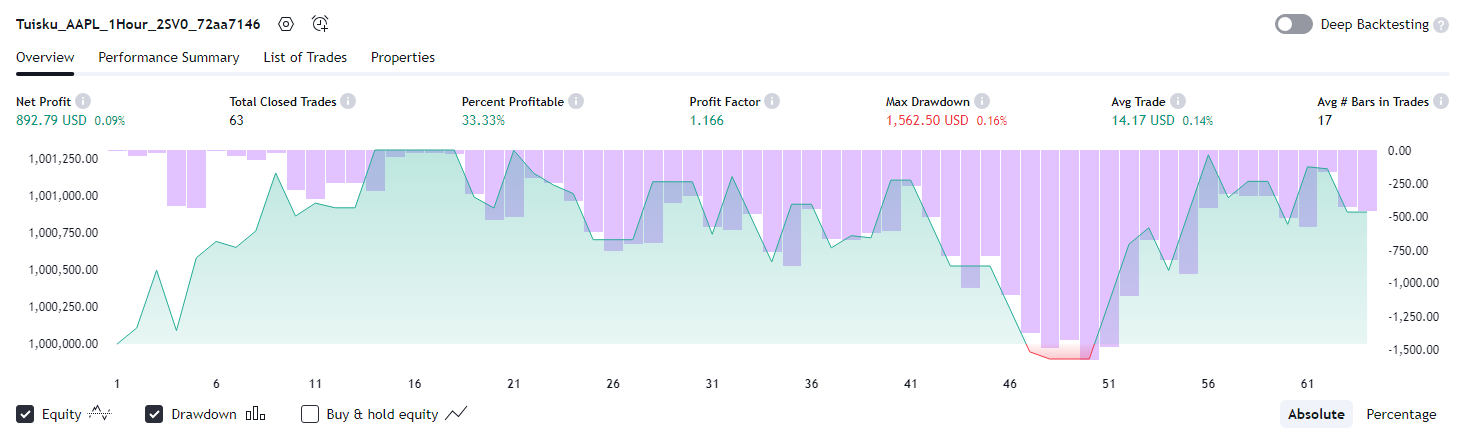 Tuisku_AAPL_1Hour_2SV0_72aa7146 Deep Backtesting ?
Overview Performance Summary List of Trades Properties
Net Profit Total Closed Trades Percent Profitable Profit Factor Max Drawdown Avg Trade Avg # Bars in Trades
892.79 USD 0.09% 63 33.33% 1.166 1,562.50 USD 0.16% 14.17 USD 0.14% 17
1,001,250.00 0.00
1,001,000.00 -250.00
1,000,750.00 -500.00
1,000,500.00 -750.00
1,000,250.00 -1,000.00
1,000,000.00 -1,250.00
-1,500.00
1 6 11 16 21 26 31 36 41 46 51 56 61
Equity Drawdown Buy & hold equity Absolute Percentage